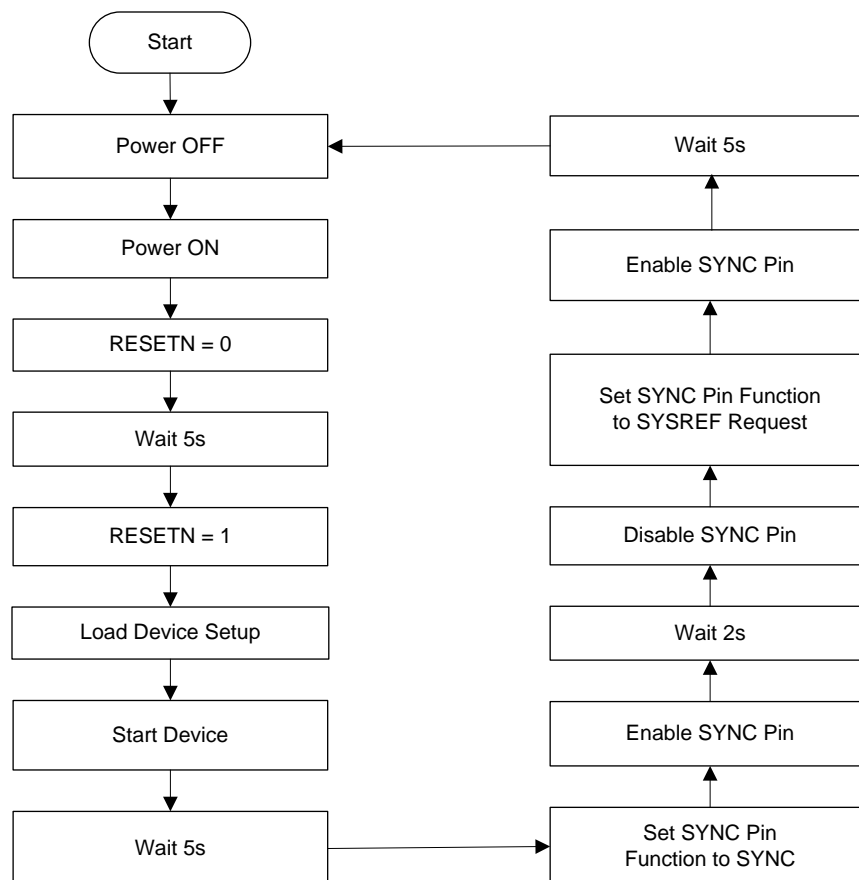 Start
Power OFF
Power ON
RESETN = 0
Wait 5s
RESETN = 1
Load Device Setup
Start Device
Wait 5s
Set SYNC Pin
Function to SYNC
Enable SYNC Pin
Wait 2s
Disable SYNC Pin
Set SYNC Pin Function
to SYSREF Request
Enable SYNC Pin
Wait 5s